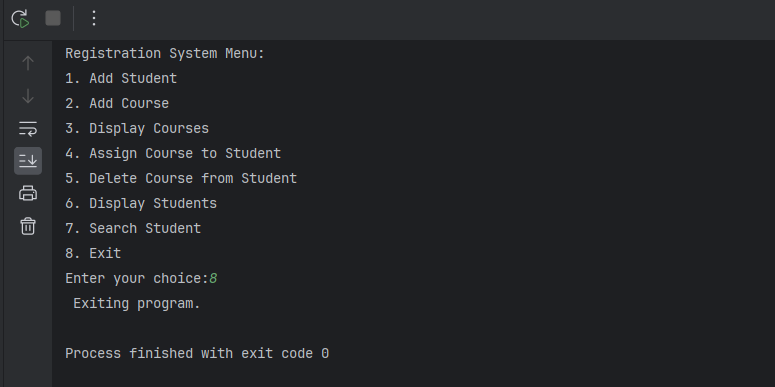 Registration System Menu:
1. Add Student
2. Add Course
3. Display Courses
4. Assign Course to Student
5. Delete Course from Student
6. Display Students
7. Search Student
8. Exit
Enter your choice:8
 Exiting program.
Process finished with exit code 0